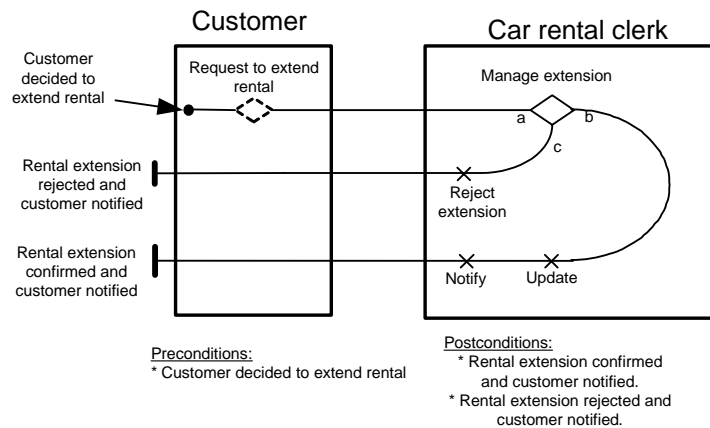 Customer
Car rental clerk
Customer
decided to
extend rental
Request to extend
rental
Manage extension
a
b
c
Rental extension
rejected and
customer notified
Reject
extension
Rental extension
confirmed and
customer notified
Notify
Update
Preconditions:
* Customer decided to extend rental
Postconditions:
* Rental extension confirmed
and customer notified.
* Rental extension rejected and
customer notified.